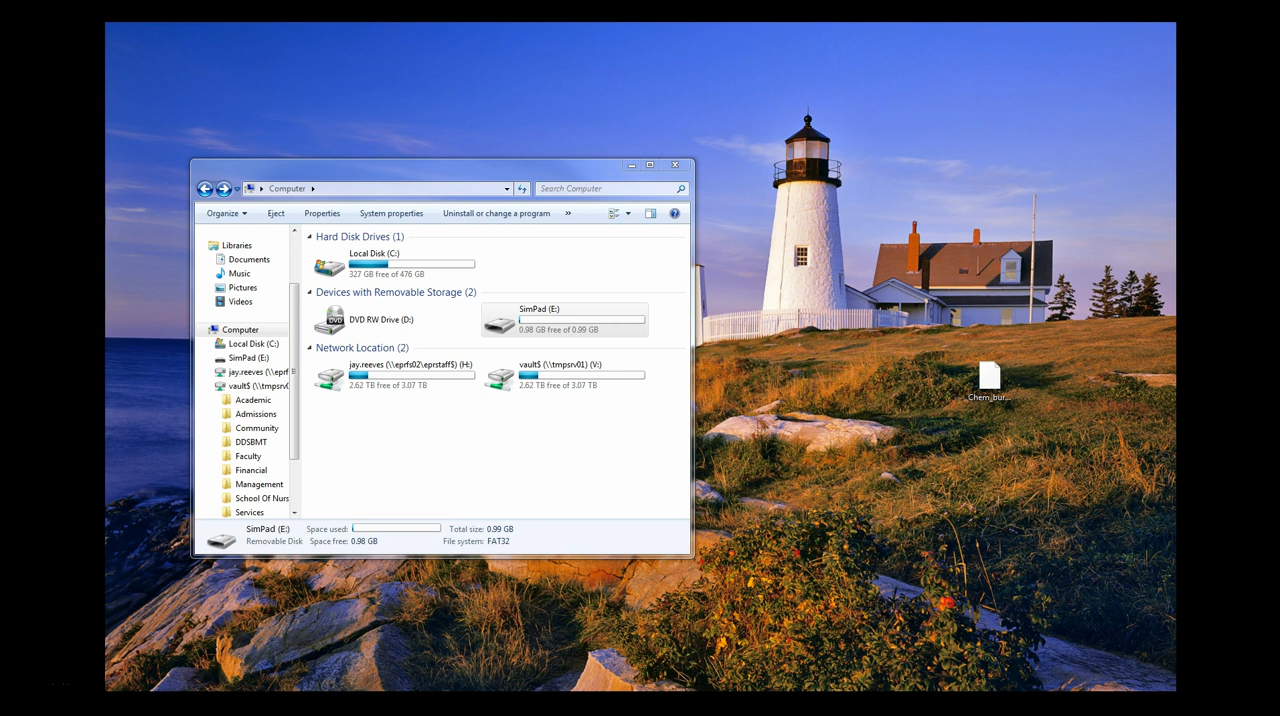 Computer
Search Computer
Organize
Eject
Properties
System properties
Uninstall or change a program
»
Libraries
Documents
Music
Pictures
Videos
Computer
Local Disk (C:)
SimPad (E:)
jay.reeves (\\eprf
vault$ (\\tmpsrv0
Academic
Admissions
Community
DDSBMT
Faculty
Financial
Management
School Of Nurs
Services
Hard Disk Drives (1)
Local Disk (C:)
327 GB free of 476 GB
Devices with Removable Storage (2)
DVD
DVD RW Drive (D:)
SimPad (E:)
0.98 GB free of 0.99 GB
Network Location (2)
jay.reeves (\\eprfs02\eprstaff$) (H:)
2.62 TB free of 3.07 TB
vault$ (\\tmpsrv01) (V:)
2.62 TB free of 3.07 TB
SimPad (E:) Space used: Total size: 0.99 GB
Removable Disk Space free: 0.98 GB File system: FAT32
Chem_bur...